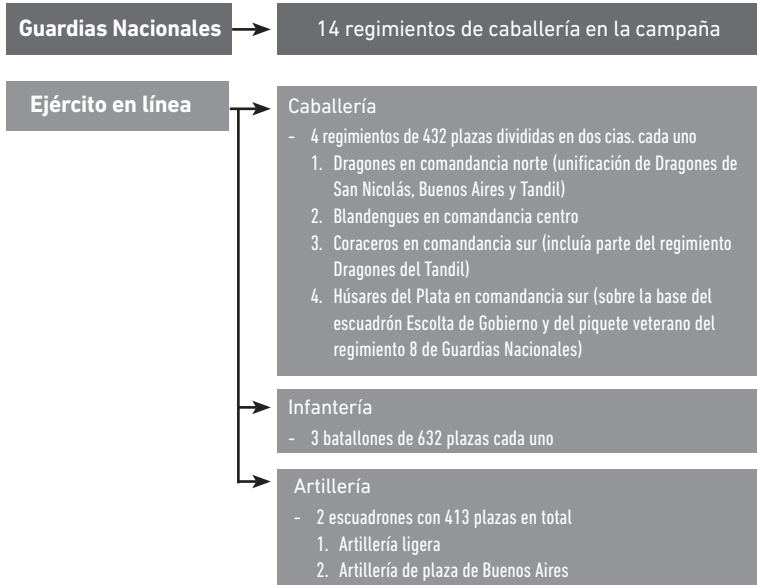 Guardias Nacionales
14 regimientos de caballería en la campaña
Ejército en línea
Caballería
- 4 regimientos de 432 plazas divididas en dos cias. cada uno
1. Dragones en comandancia norte (unificación de Dragones de
San Nicolás, Buenos Aires y Tandil)
2. Blandengues en comandancia centro
3. Coraceros en comandancia sur (incluía parte del regimiento
Dragones del Tandil)
4. Húsares del Plata en comandancia sur (sobre la base del
escuadrón Escolta de Gobierno y del piquete veterano del
regimiento 8 de Guardias Nacionales)
Infantería
- 3 batallones de 632 plazas cada uno
Artillería
- 2 escuadrones con 413 plazas en total
1. Artillería ligera
2. Artillería de plaza de Buenos Aires